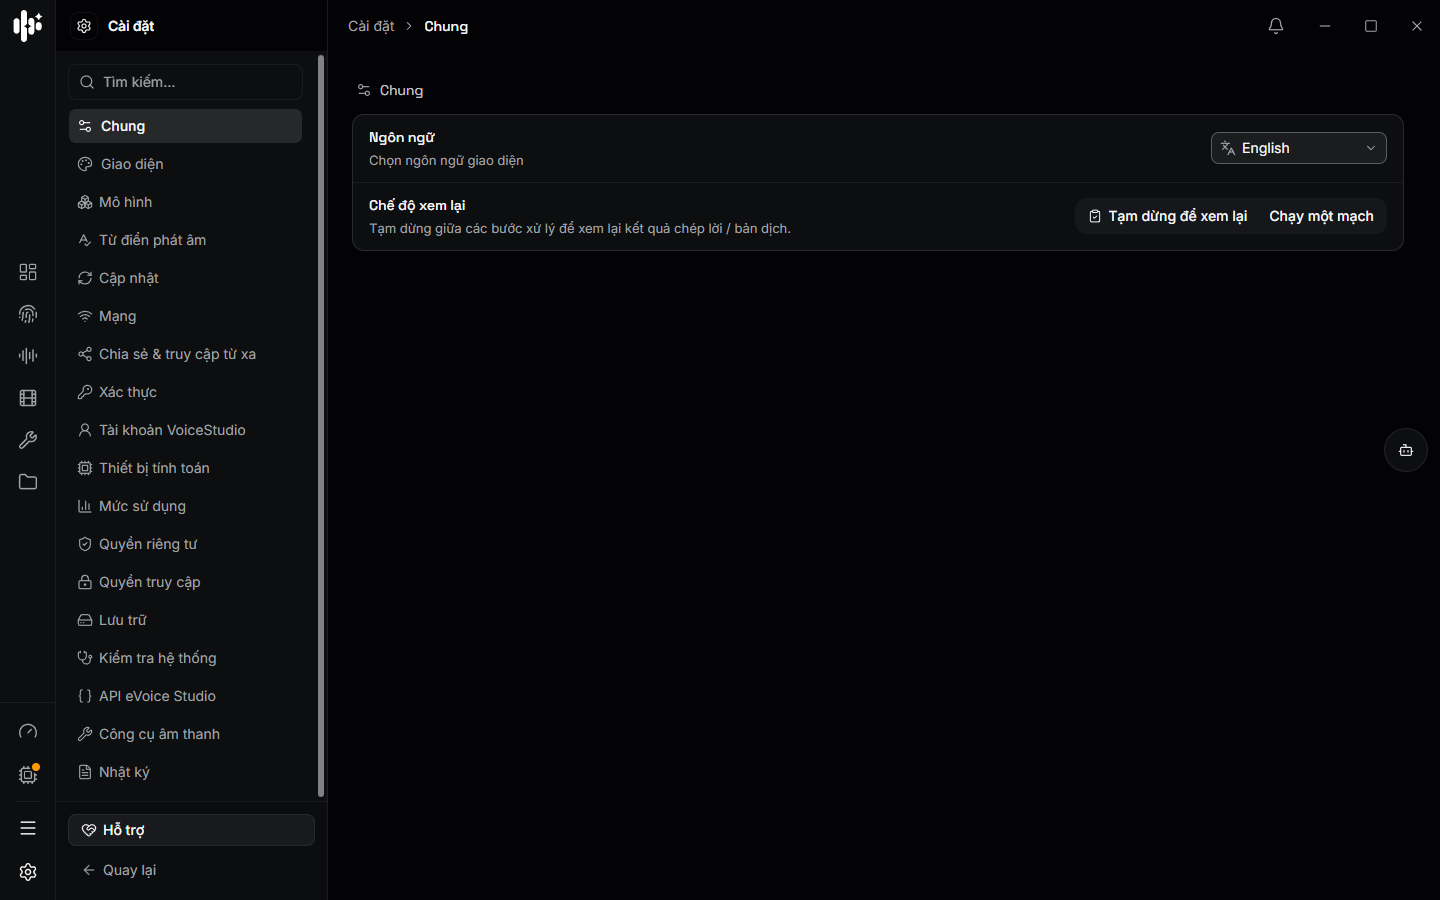 Cài đặt
Cài đặt > Chung
Tìm kiếm...
Chung
Giao diện
Mô hình
Từ điển phát âm
Cập nhật
Mạng
Chia sẻ & truy cập từ xa
Xác thực
Tài khoản VoiceStudio
Thiết bị tính toán
Mức sử dụng
Quyền riêng tư
Quyền truy cập
Lưu trữ
Kiểm tra hệ thống
API eVoice Studio
Công cụ âm thanh
Nhật ký
Hỗ trợ
Quay lại
Chung
Ngôn ngữ
Chọn ngôn ngữ giao diện
English
Chế độ xem lại
Tạm dừng giữa các bước xử lý để xem lại kết quả chép lời / bản dịch.
Tạm dừng để xem lại
Chạy một mạch